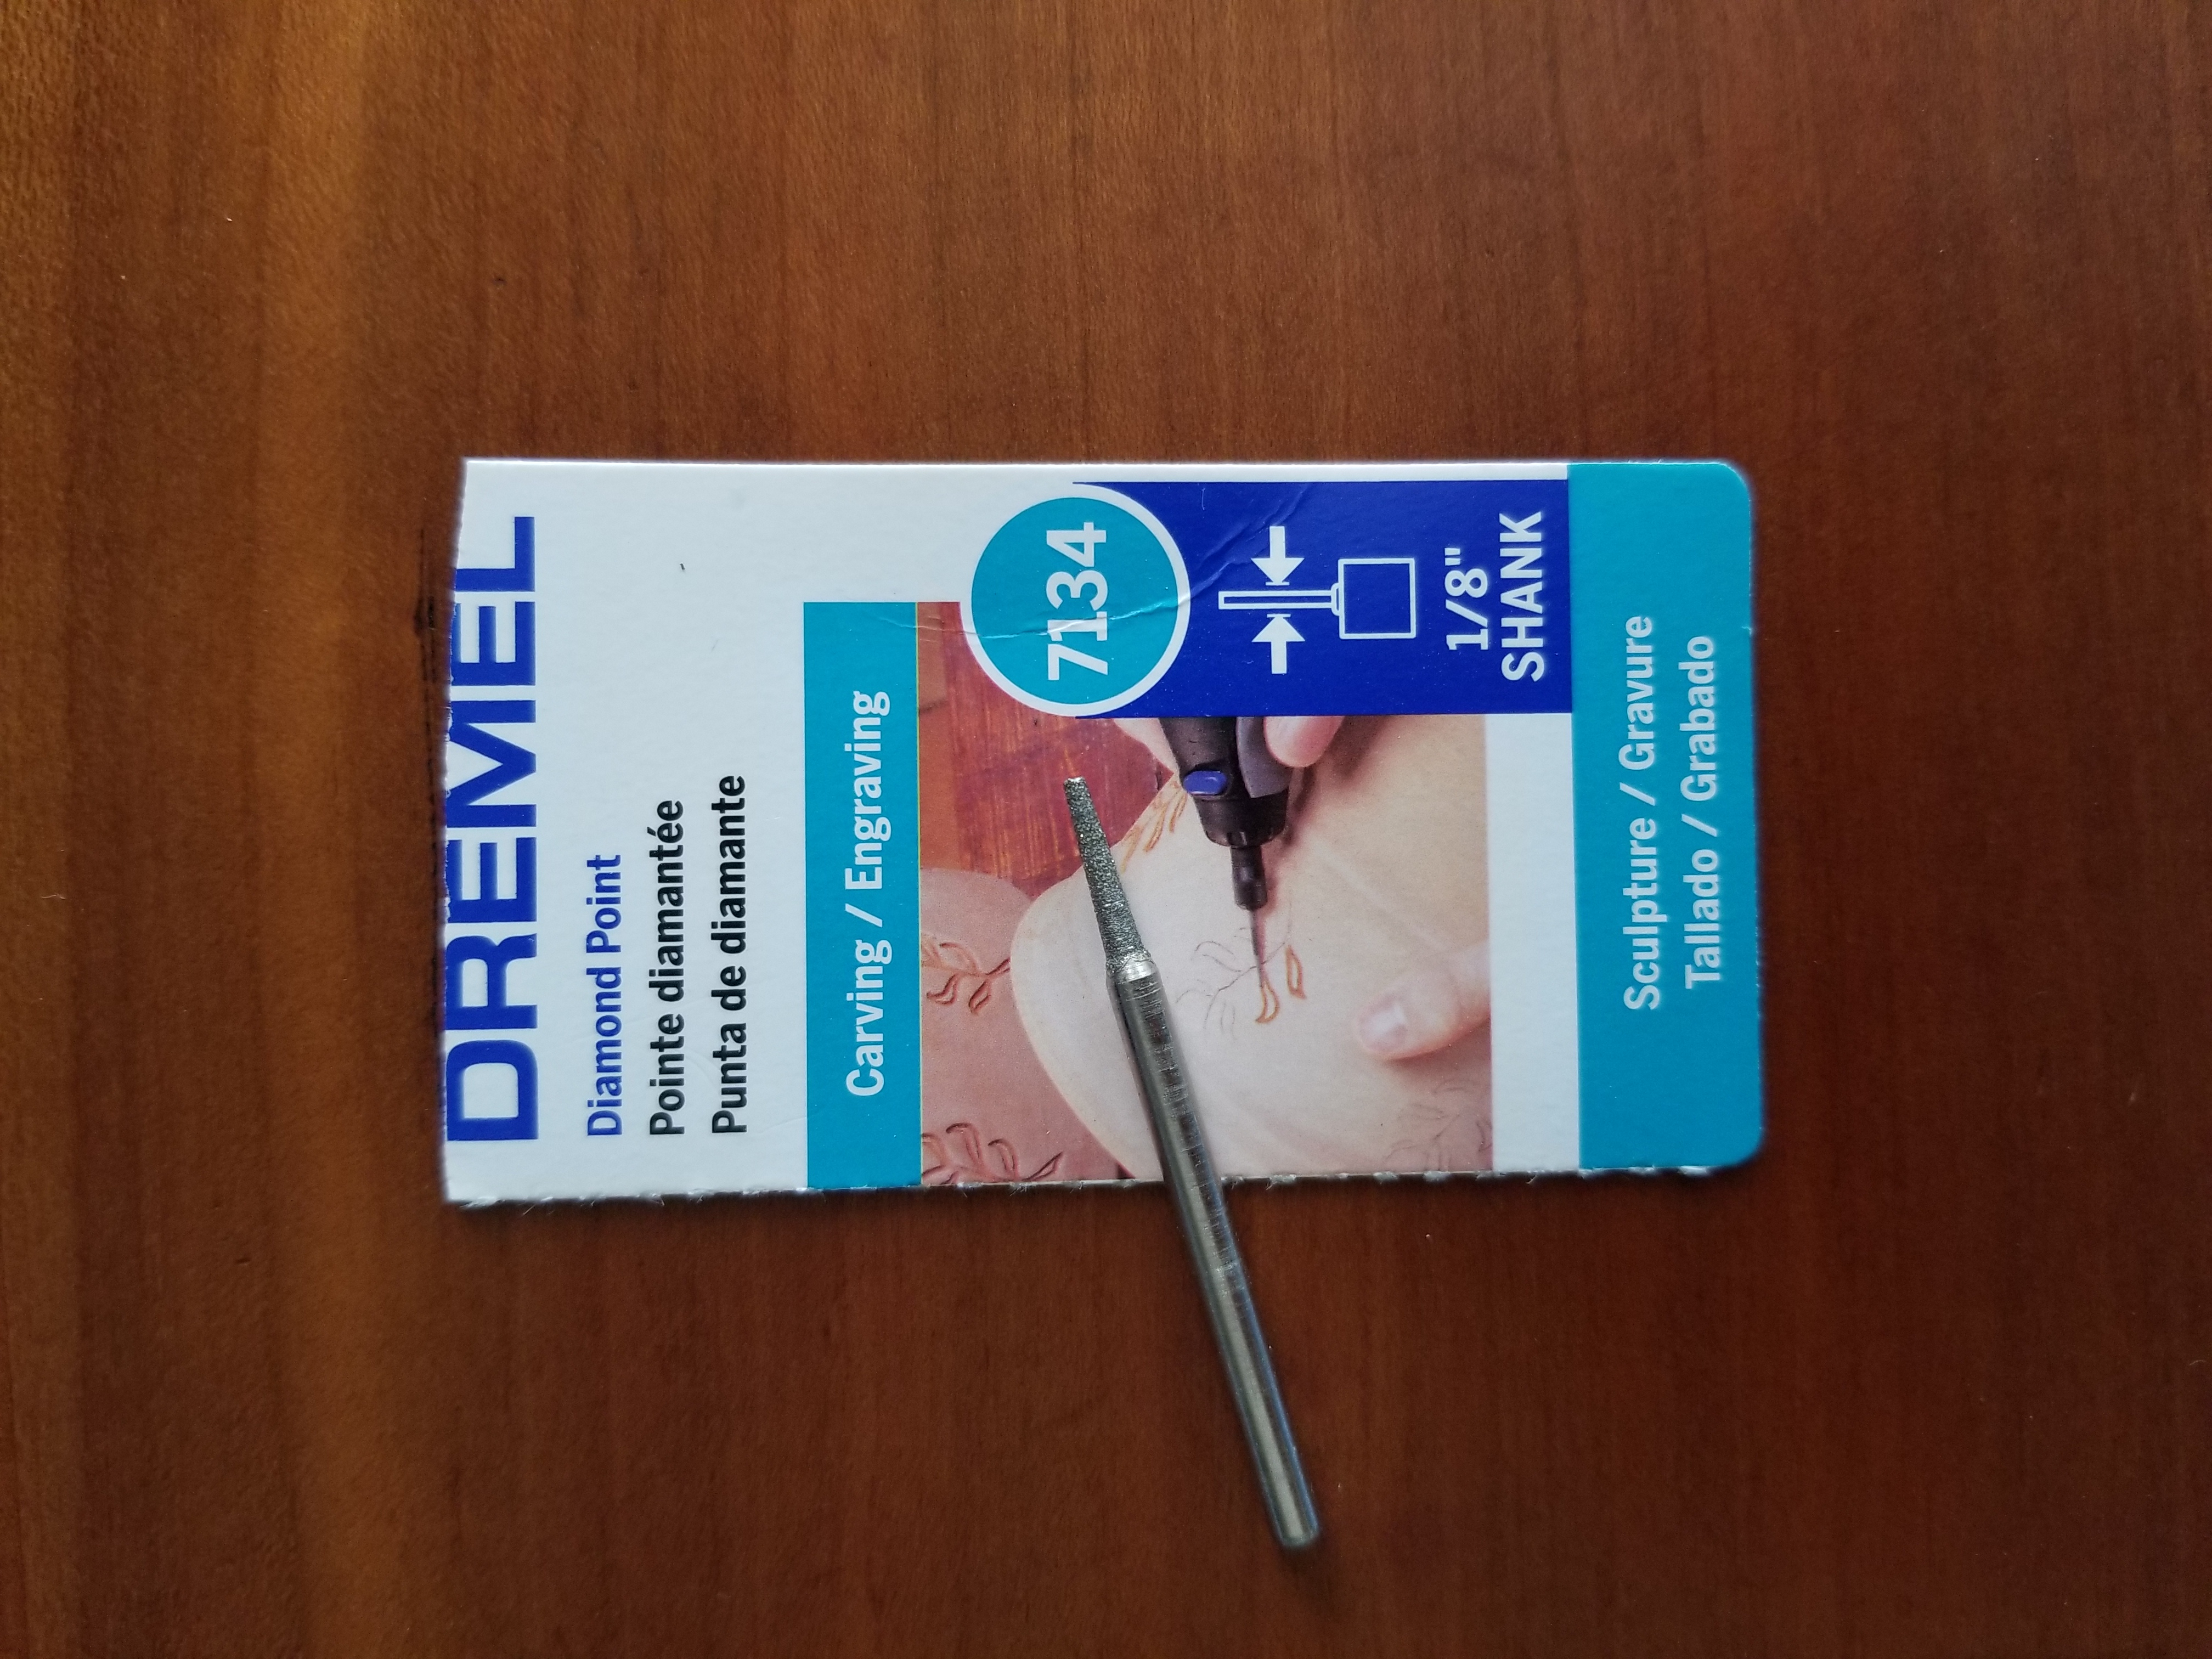 DREMEL
Diamond Point
Pointe diamantée
Punta de diamante
Carving / Engraving
7134
1/8"
SHANK
Sculpture / Gravure
Tallado / Grabado